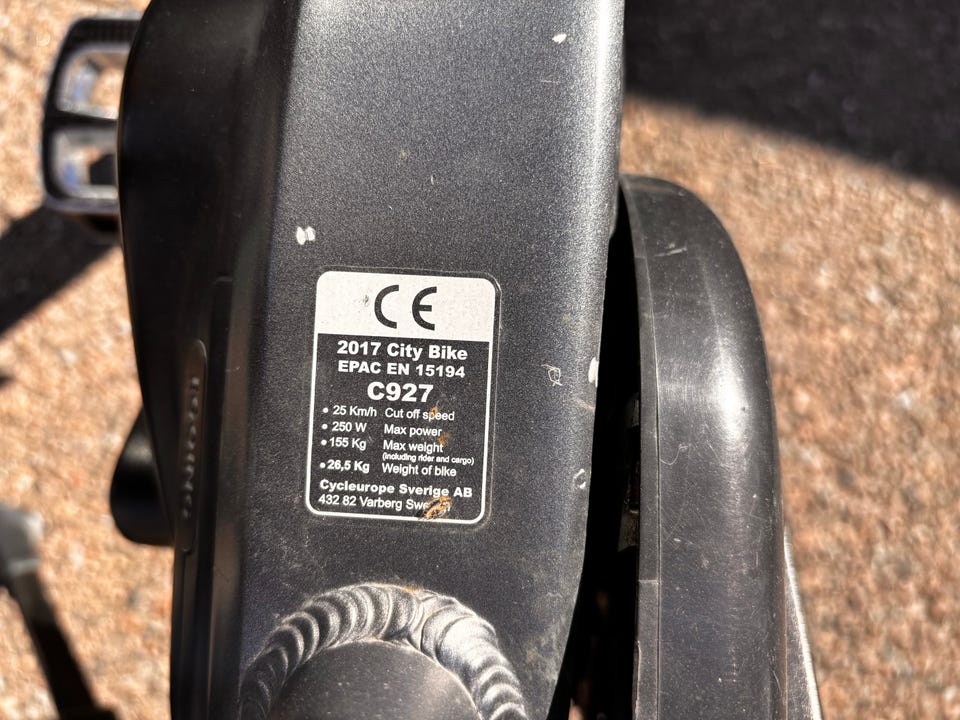 CE
2017 City Bike
EPAC EN 15194
C927
• 25 Km/h Cut off speed
• 250 W Max power
• 155 Kg Max weight
(including rider and cargo)
• 26,5 Kg Weight of bike
Cycleurope Sverige AB
432 82 Varberg Sweden